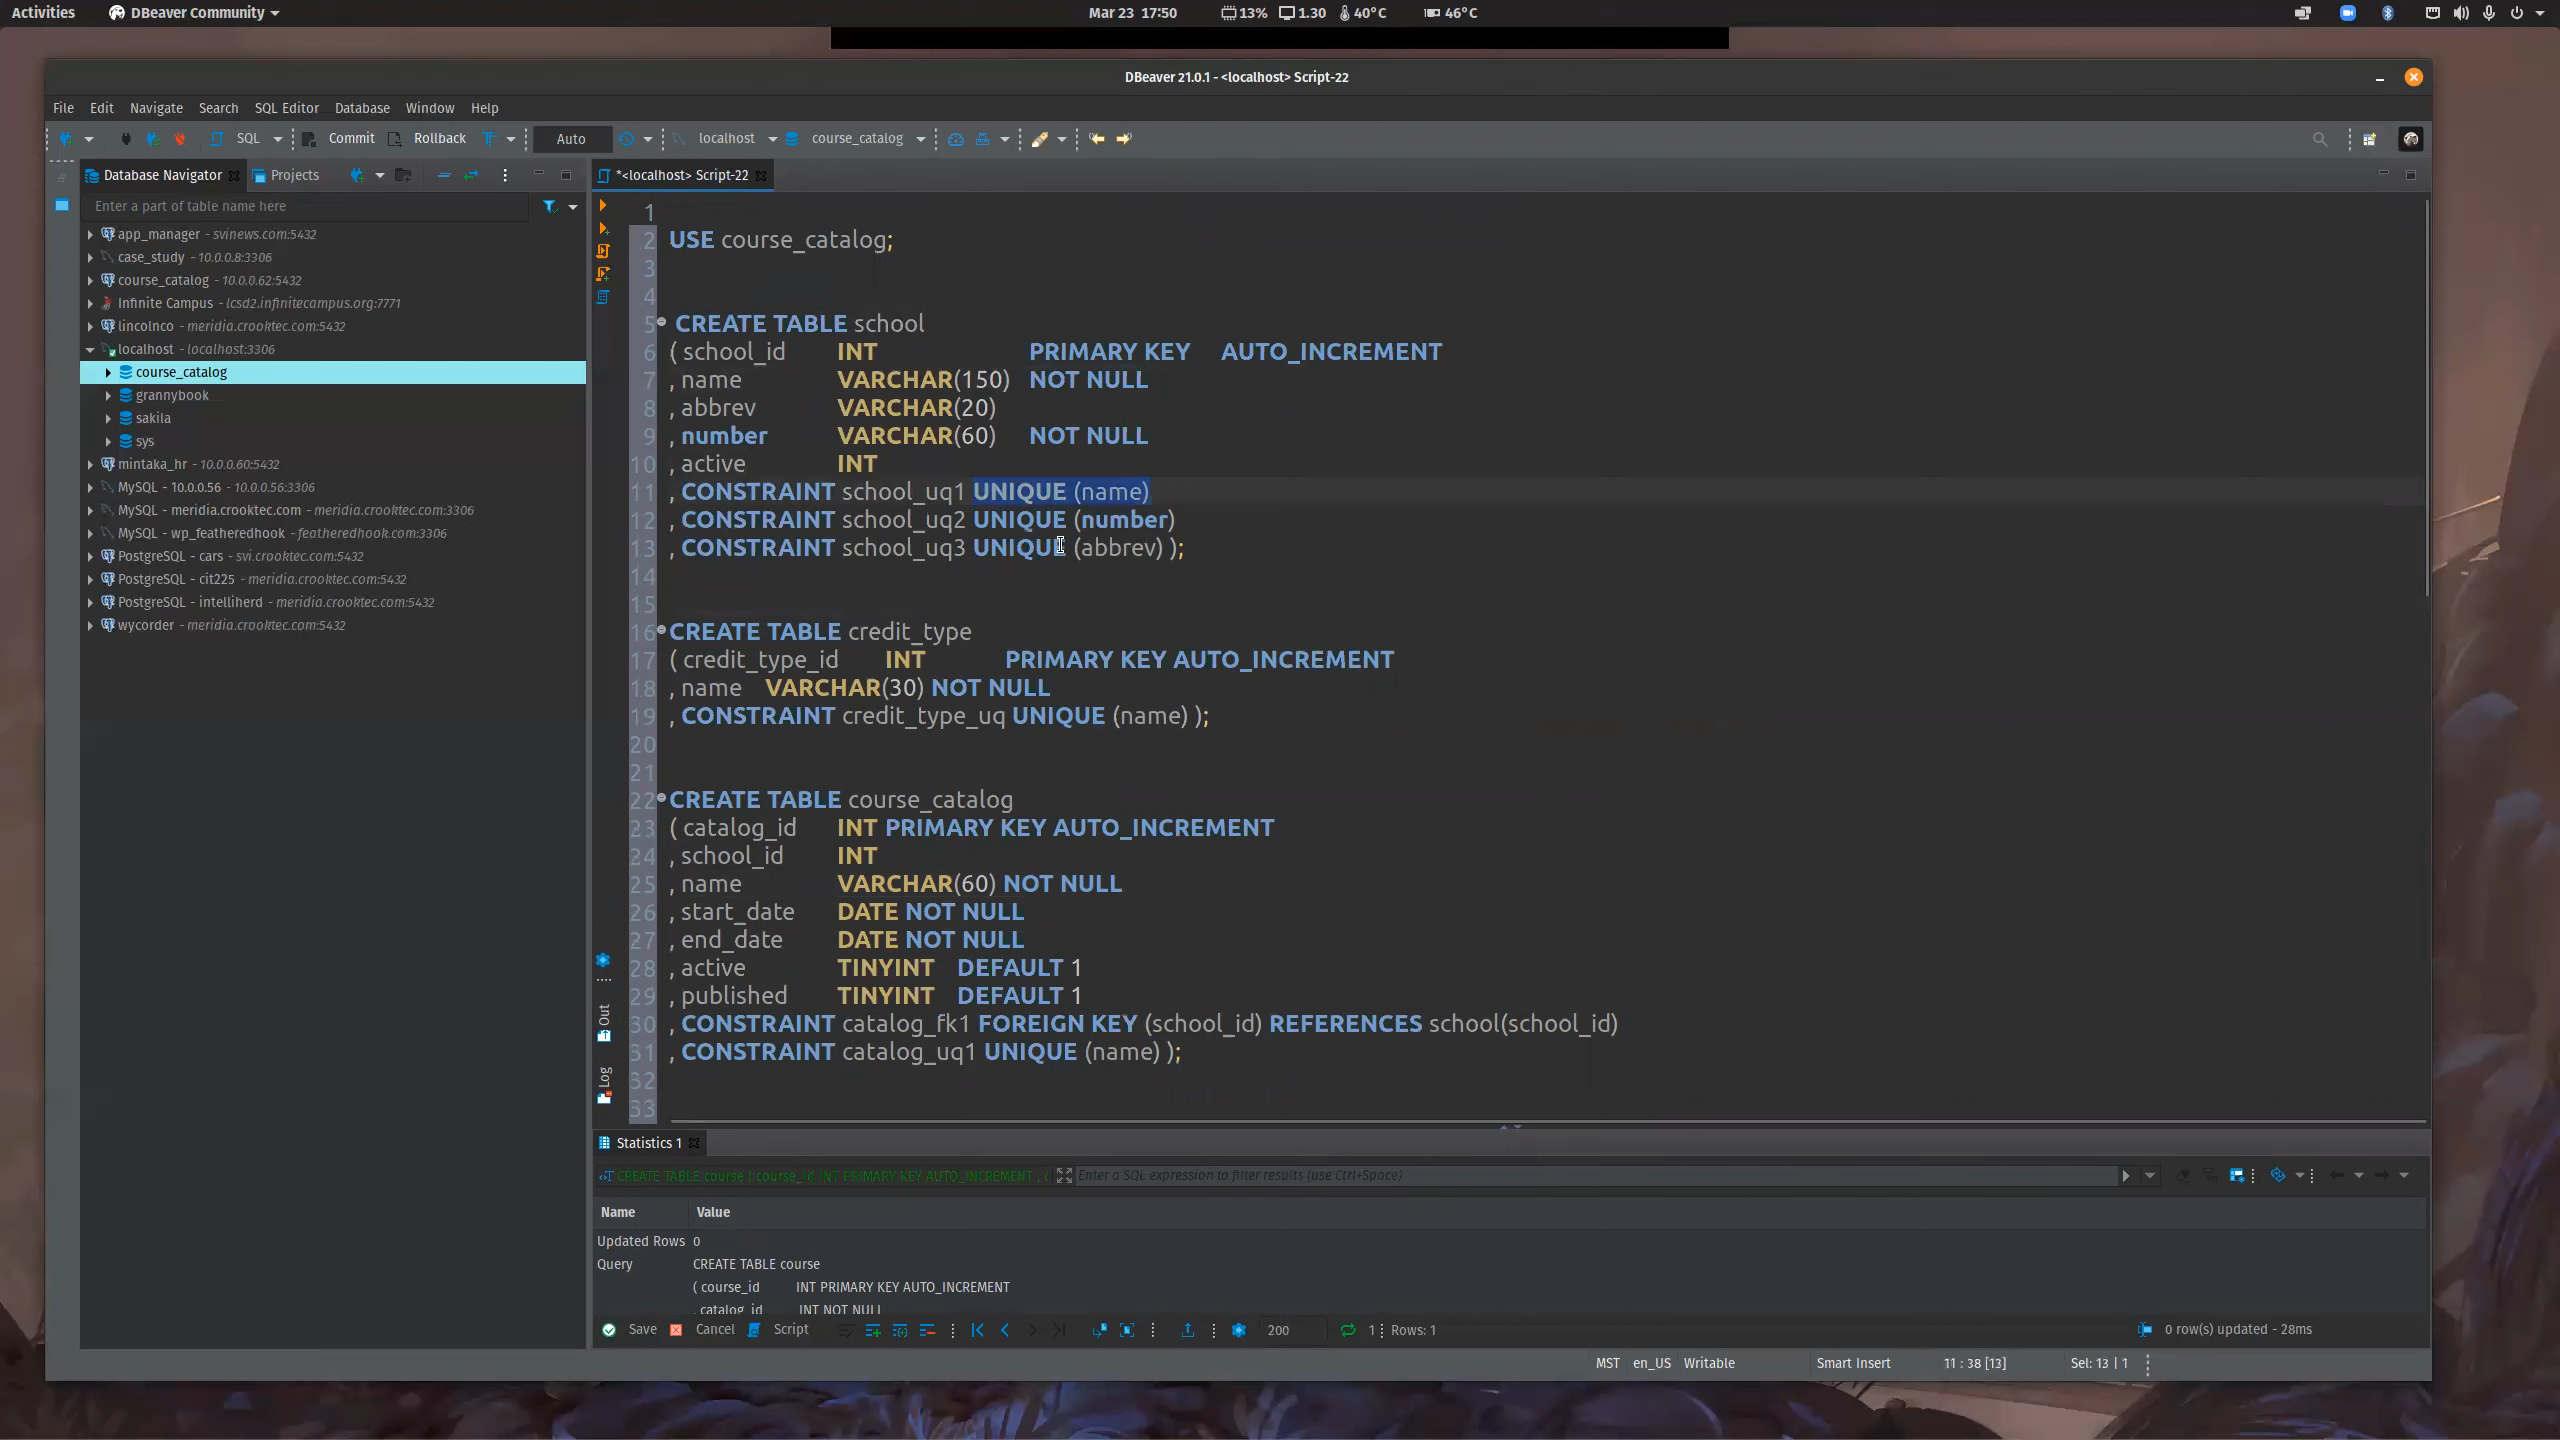 Activities DBeaver Community Mar 23 17:50 13% 1.30 40°C 46°C
DBeaver 21.0.1 - <localhost> Script-22
File Edit Navigate Search SQL Editor Database Window Help
SQL Commit Rollback Auto localhost course_catalog
Database Navigator Projects
*<localhost> Script-22
Enter a part of table name here
app_manager - svinews.com:5432
case_study - 10.0.0.8:3306
course_catalog - 10.0.0.62:5432
Infinite Campus - lcsd2.infinitecampus.org:7771
lincolnco - meridia.crooktec.com:5432
localhost - localhost:3306
course_catalog
grannybook
sakila
sys
mintaka_hr - 10.0.0.60:5432
MySQL - 10.0.0.56 - 10.0.0.56:3306
MySQL - meridia.crooktec.com - meridia.crooktec.com:3306
MySQL - wp_featheredhook - featheredhook.com:3306
PostgreSQL - cars - svi.crooktec.com:5432
PostgreSQL - cit225 - meridia.crooktec.com:5432
PostgreSQL - intelliherd - meridia.crooktec.com:5432
wycorder - meridia.crooktec.com:5432
1
2 USE course_catalog;
3
4
5 CREATE TABLE school
6 ( school_id INT PRIMARY KEY AUTO_INCREMENT
7 , name VARCHAR(150) NOT NULL
8 , abbrev VARCHAR(20)
9 , number VARCHAR(60) NOT NULL
10 , active INT
11 , CONSTRAINT school_uq1 UNIQUE (name)
12 , CONSTRAINT school_uq2 UNIQUE (number)
13 , CONSTRAINT school_uq3 UNIQUE (abbrev) );
14
15
16 CREATE TABLE credit_type
17 ( credit_type_id INT PRIMARY KEY AUTO_INCREMENT
18 , name VARCHAR(30) NOT NULL
19 , CONSTRAINT credit_type_uq UNIQUE (name) );
20
21
22 CREATE TABLE course_catalog
23 ( catalog_id INT PRIMARY KEY AUTO_INCREMENT
24 , school_id INT
25 , name VARCHAR(60) NOT NULL
26 , start_date DATE NOT NULL
27 , end_date DATE NOT NULL
28 , active TINYINT DEFAULT 1
29 , published TINYINT DEFAULT 1
30 , CONSTRAINT catalog_fk1 FOREIGN KEY (school_id) REFERENCES school(school_id)
31 , CONSTRAINT catalog_uq1 UNIQUE (name) );
32
33
Out
Log
Statistics 1
CREATE TABLE course ( course_id INT PRIMARY KEY AUTO_INCREMENT , c Enter a SQL expression to filter results (use Ctrl+Space)
Name Value
Updated Rows 0
Query CREATE TABLE course
( course_id INT PRIMARY KEY AUTO_INCREMENT
, catalog_id INT NOT NULL
Save Cancel Script 200 1 Rows: 1 0 row(s) updated - 28ms
MST en_US Writable Smart Insert 11 : 38 [13] Sel: 13 | 1